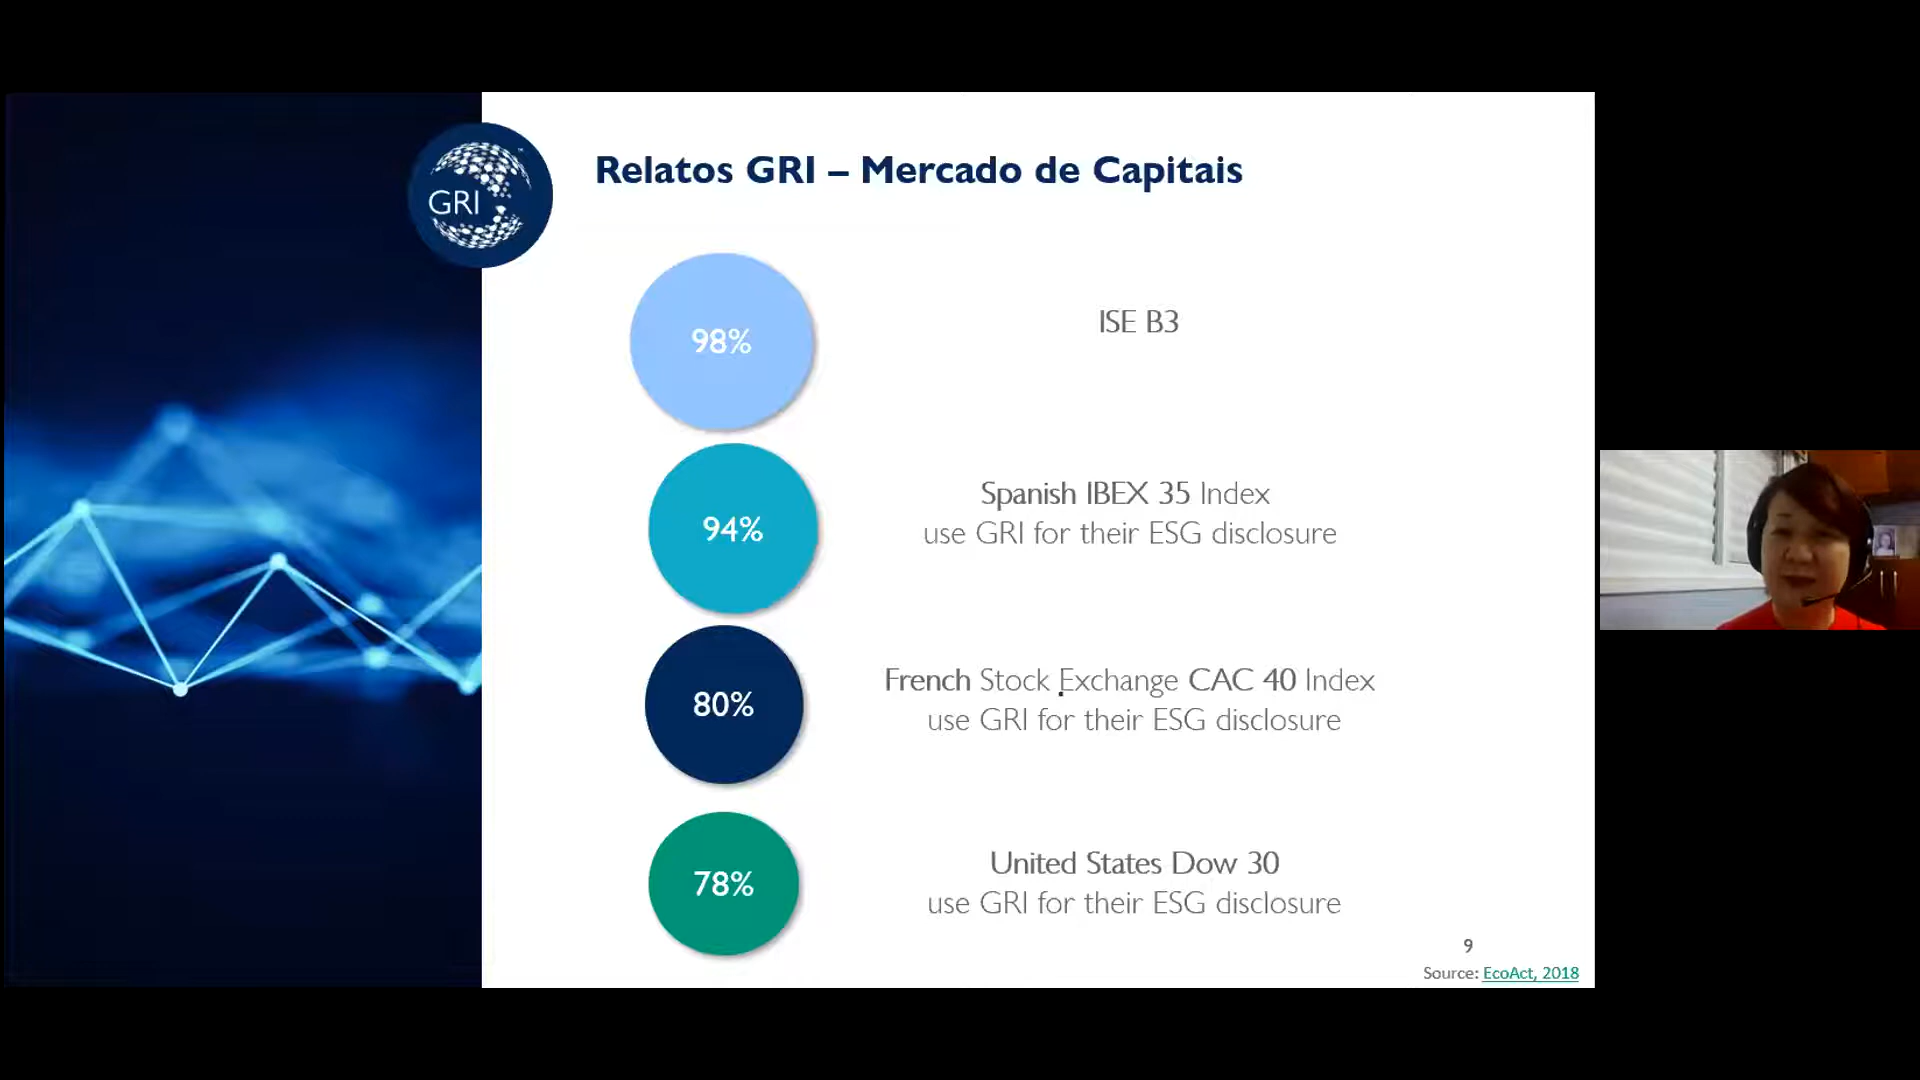 GRI
Relatos GRI – Mercado de Capitais
98%
ISE B3
94%
Spanish IBEX 35 Index
use GRI for their ESG disclosure
80%
French Stock Exchange CAC 40 Index
use GRI for their ESG disclosure
78%
United States Dow 30
use GRI for their ESG disclosure
9
Source: EcoAct, 2018